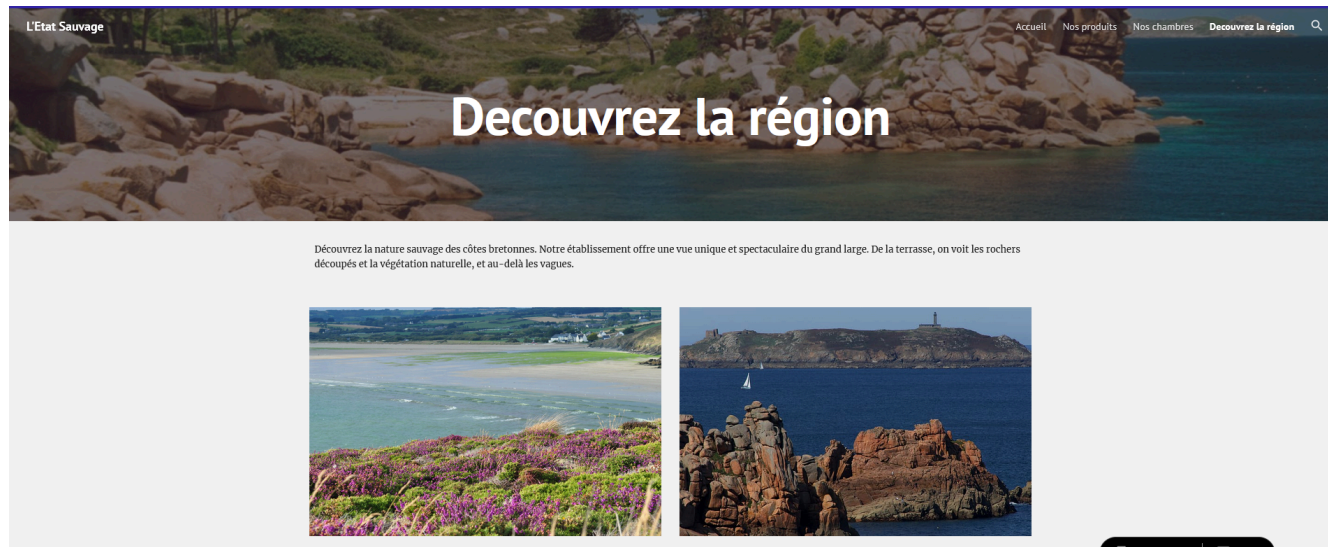 L'Etat Sauvage
Accueil Nos produits Nos chambres Decouvrez la région
Decouvrez la région
Découvrez la nature sauvage des côtes bretonnes. Notre établissement offre une vue unique et spectaculaire du grand large. De la terrasse, on voit les rochers
découpés et la végétation naturelle, et au-delà les vagues.